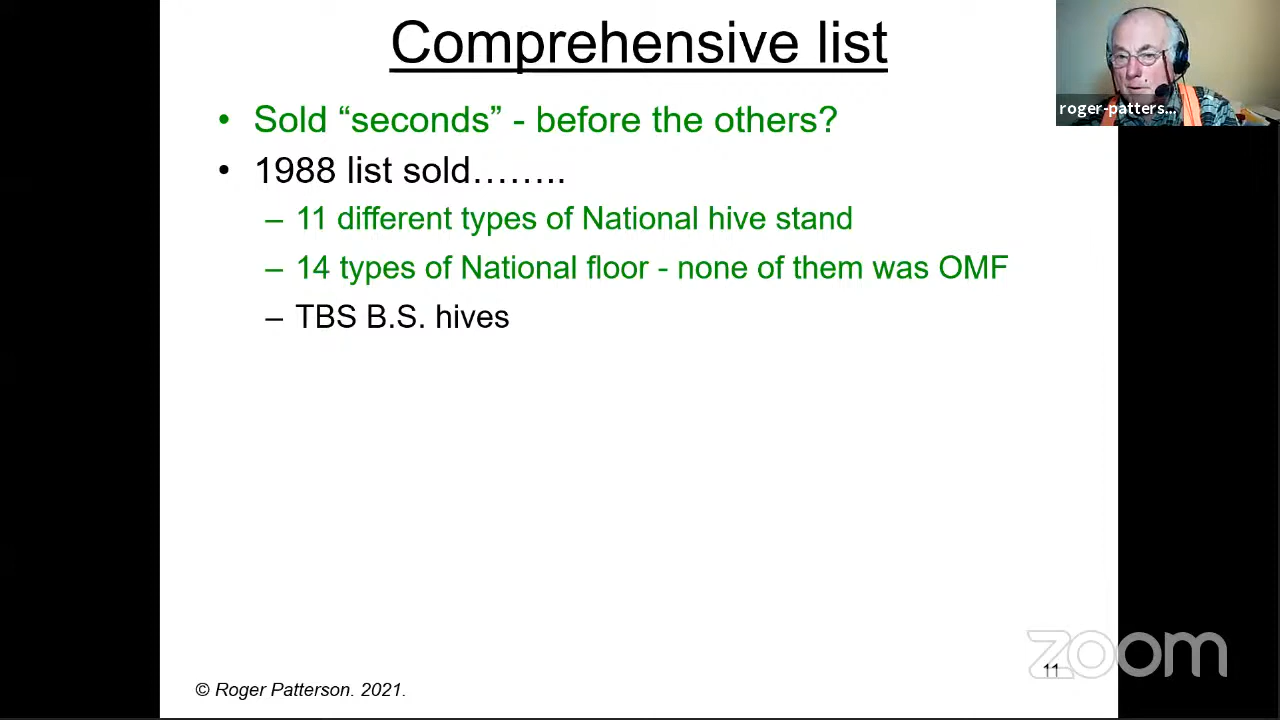 Comprehensive list
roger-patters...
• Sold “seconds” - before the others?
• 1988 list sold……..
– 11 different types of National hive stand
– 14 types of National floor - none of them was OMF
– TBS B.S. hives
zoom
11
© Roger Patterson. 2021.